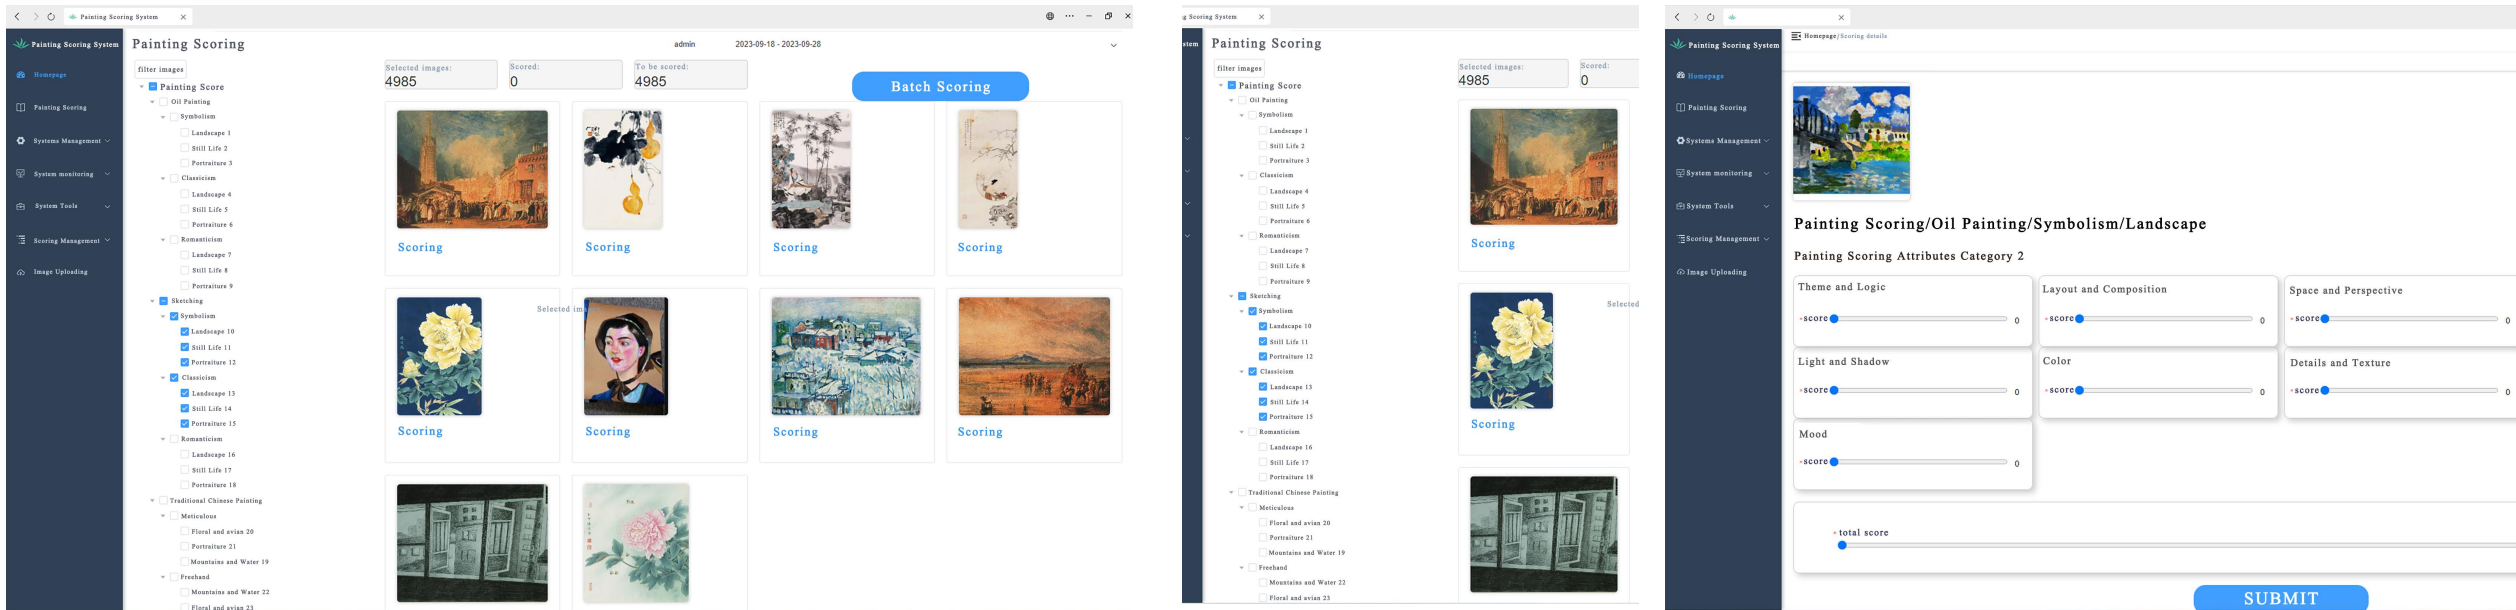 Painting Scoring System
Painting Scoring System
Homepage
Painting Scoring
Systems Management
System monitoring
System Tools
Scoring Management
Image Uploading
Painting Scoring
admin
2023-09-18 - 2023-09-28
filter images
Selected images:
4985
Scored:
0
To be scored:
4985
Batch Scoring
Painting Score
Oil Painting
Symbolism
Landscape 1
Still Life 2
Portraiture 3
Classicism
Landscape 4
Still Life 5
Portraiture 6
Romanticism
Landscape 7
Still Life 8
Portraiture 9
Sketching
Symbolism
Landscape 10
Still Life 11
Portraiture 12
Classicism
Landscape 13
Still Life 14
Portraiture 15
Romanticism
Landscape 16
Still Life 17
Portraiture 18
Traditional Chinese Painting
Meticulous
Floral and avian 20
Portraiture 21
Mountains and Water 19
Freehand
Mountains and Water 22
Floral and avian 23
Scoring
Scoring
Scoring
Scoring
Selected im
Scoring
Scoring
Scoring
Scoring
g Scoring System
stem
Painting Scoring
filter images
Selected images:
4985
Scored:
0
Painting Score
Oil Painting
Symbolism
Landscape 1
Still Life 2
Portraiture 3
Classicism
Landscape 4
Still Life 5
Portraiture 6
Romanticism
Landscape 7
Still Life 8
Portraiture 9
Sketching
Symbolism
Landscape 10
Still Life 11
Portraiture 12
Classicism
Landscape 13
Still Life 14
Portraiture 15
Romanticism
Landscape 16
Still Life 17
Portraiture 18
Traditional Chinese Painting
Meticulous
Floral and avian 20
Portraiture 21
Mountains and Water 19
Freehand
Mountains and Water 22
Floral and avian 23
Scoring
Selected
Scoring
Painting Scoring System
Homepage
Painting Scoring
Systems Management
System monitoring
System Tools
Scoring Management
Image Uploading
Homepage/Scoring details
Painting Scoring/Oil Painting/Symbolism/Landscape
Painting Scoring Attributes Category 2
Theme and Logic
*score 0
Layout and Composition
*score 0
Space and Perspective
*score 0
Light and Shadow
*score 0
Color
*score 0
Details and Texture
*score 0
Mood
*score 0
* total score
SUBMIT